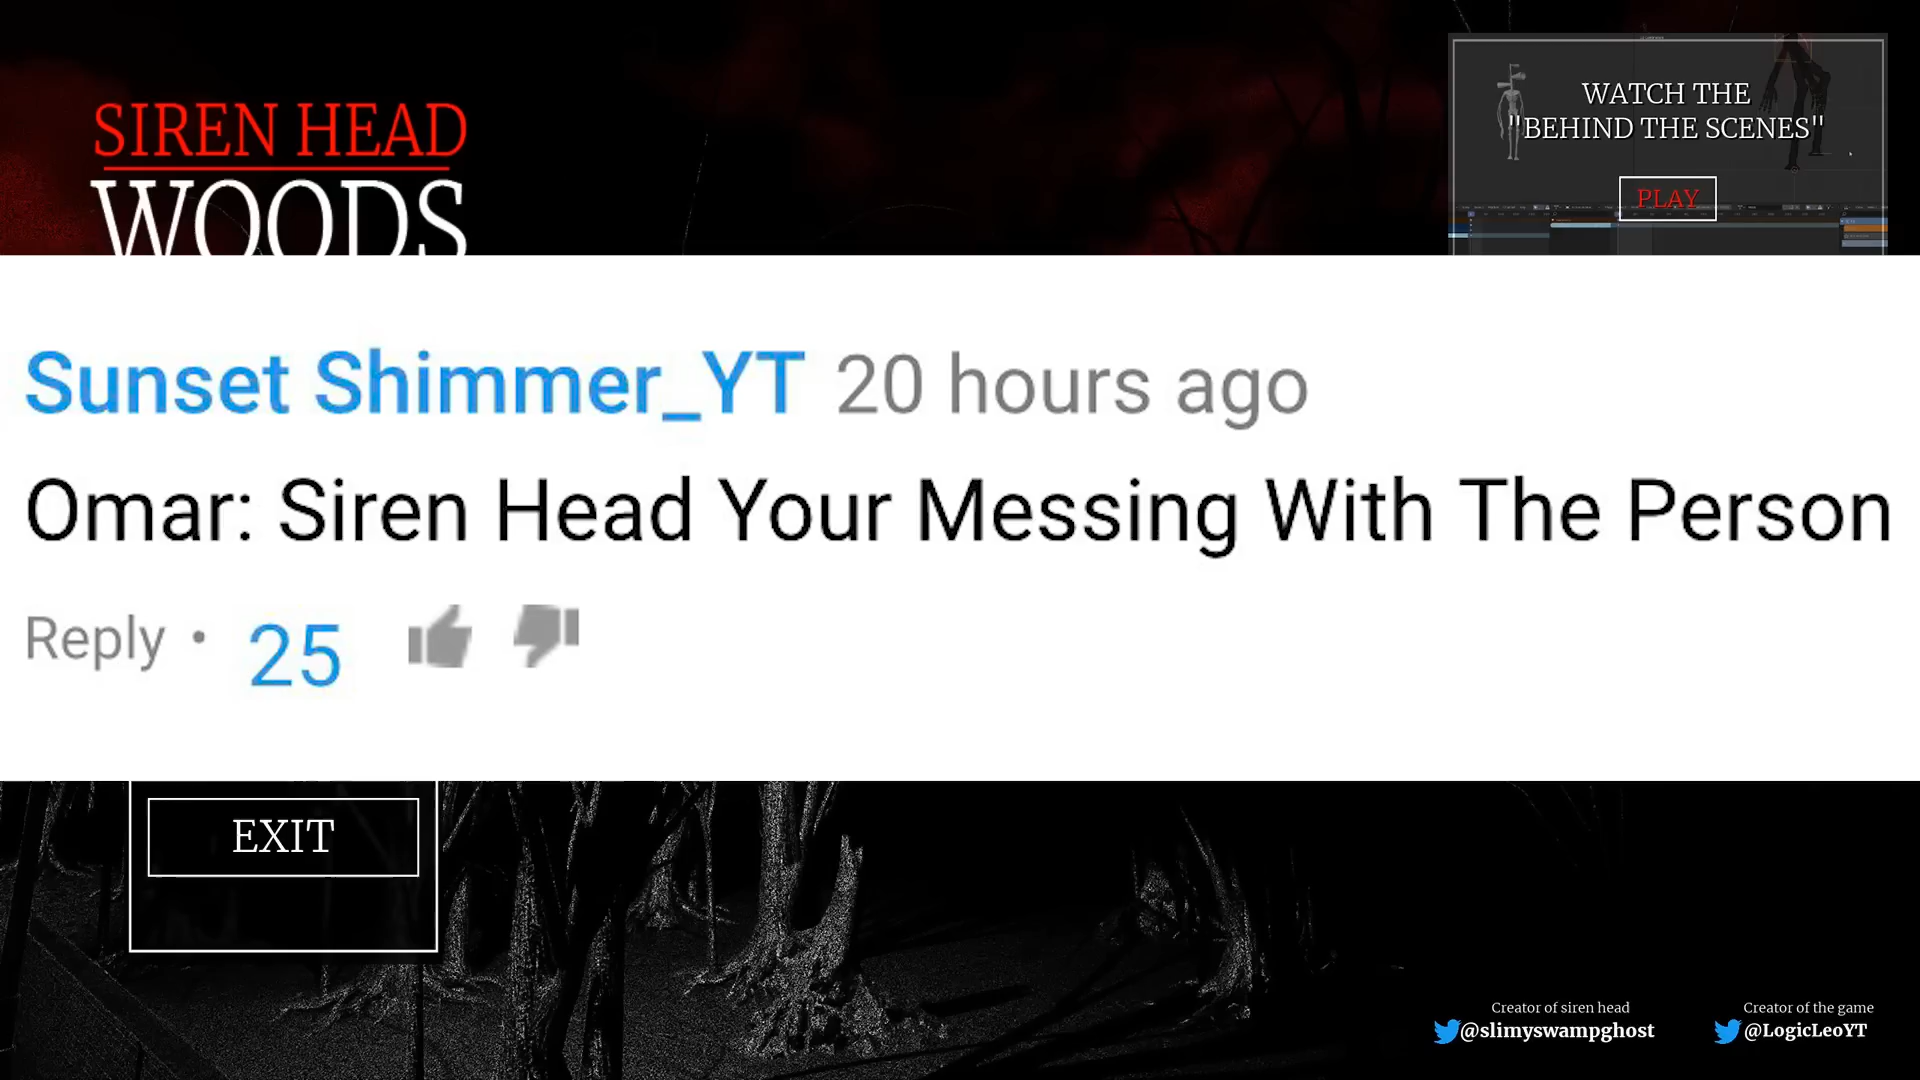 SIREN HEAD
WOODS
WATCH THE
"BEHIND THE SCENES"
PLAY
Sunset Shimmer_YT 20 hours ago
Omar: Siren Head Your Messing With The Person
Reply • 25
EXIT
Creator of siren head
@slimyswampghost
Creator of the game
@LogicLeoYT